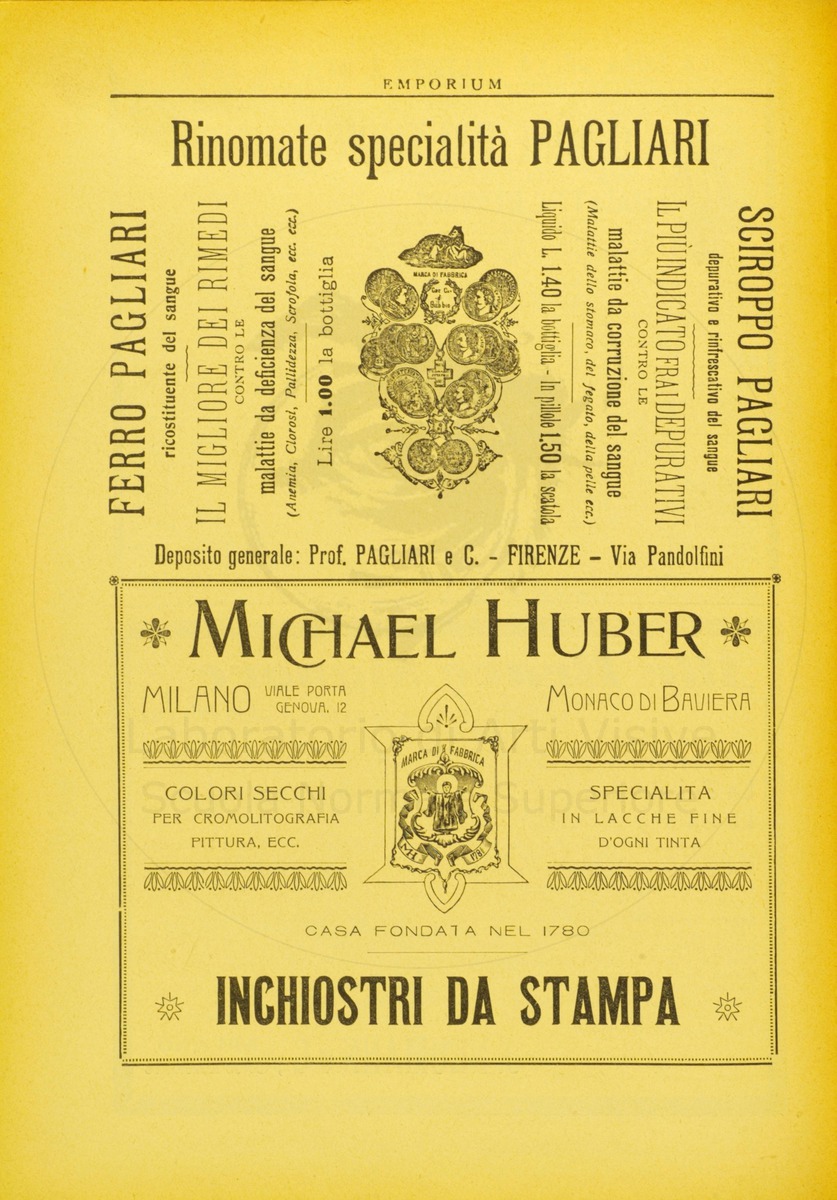 EMPORIUM
Rinomate specialità PAGLIARI
FERRO PAGLIARI
ricostituente del sangue
IL MIGLIORE DEI RIMEDI
CONTRO LE
malattie da deficienza del sangue
(Anemia, Clorosi, Pallidezza, Scrofola, ecc. ecc.)
Lire 1.00 la bottiglia
MARCA DI FABBRICA
SCIROPPO PAGLIARI
depurativo e rinfrescativo del sangue
IL PIÙ INDICATO FRA I DEPURATIVI
CONTRO LE
malattie da corruzione del sangue
(Malattie dello stomaco, del fegato, della pelle ecc.)
Liquido L. 1.40 la bottiglia - In pillole 1.50 la scatola
Deposito generale: Prof. PAGLIARI e C. - FIRENZE - Via Pandolfini
MICHAEL HUBER
MILANO VIALE PORTA
GENOVA, 12
MONACO DI BAVIERA
COLORI SECCHI
PER CROMOLITOGRAFIA
PITTURA, ECC.
MARCA DI FABBRICA
MH
SPECIALITA
IN LACCHE FINE
D'OGNI TINTA
CASA FONDATA NEL 1780
INCHIOSTRI DA STAMPA